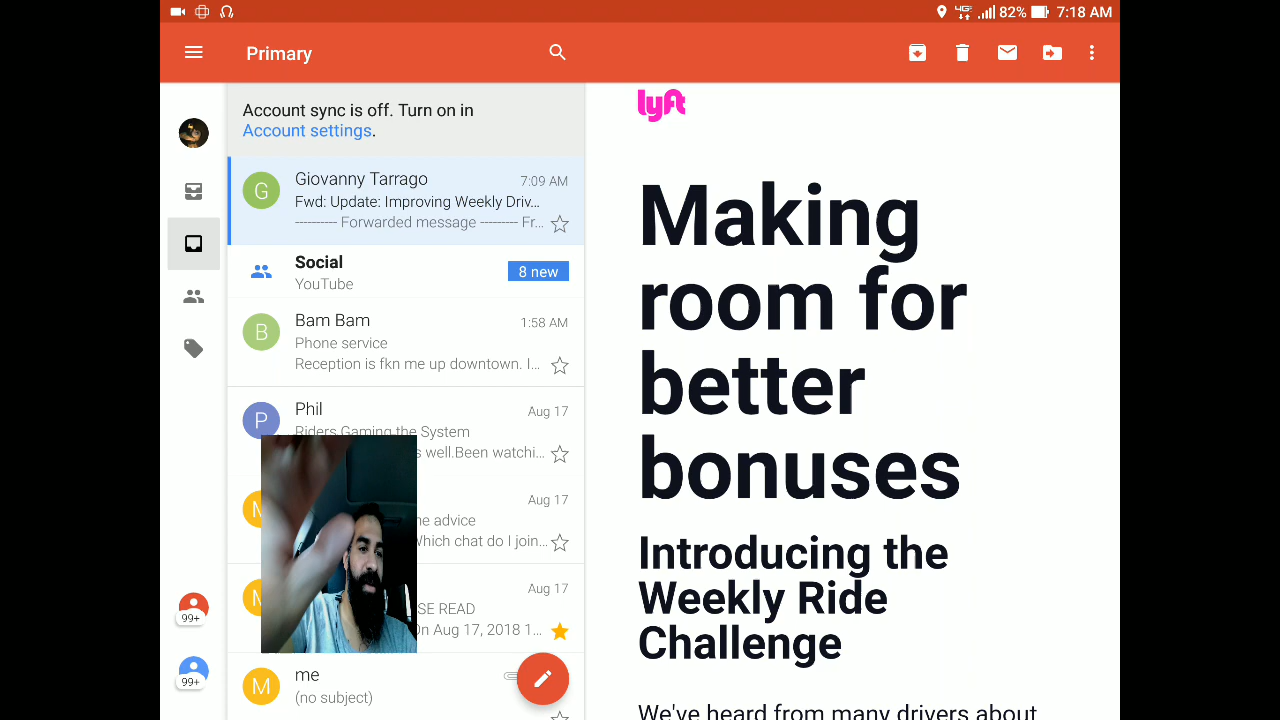 4G
82%
7:18 AM
Primary
Account sync is off. Turn on in
Account settings.
G
Giovanny Tarrago
7:09 AM
Fwd: Update: Improving Weekly Driv...
---------- Forwarded message --------- Fr...
Social
8 new
YouTube
B
Bam Bam
1:58 AM
Phone service
Reception is fkn me up downtown. I...
P
Phil
Aug 17
Riders Gaming the System
s well.Been watchi...
Aug 17
advice
Which chat do I join...
Aug 17
SE READ
On Aug 17, 2018 1...
M
me
(no subject)
99+
99+
lyft
Making
room for
better
bonuses
Introducing the
Weekly Ride
Challenge
We've heard from many drivers about